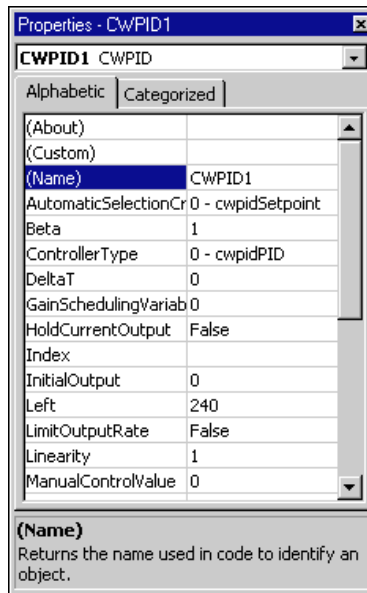 Properties - CWPID1
CWPID1 CWPID
Alphabetic Categorized
(About)
(Custom)
(Name) CWPID1
AutomaticSelectionCr 0 - cwpidSetpoint
Beta 1
ControllerType 0 - cwpidPID
DeltaT 0
GainSchedulingVariab 0
HoldCurrentOutput False
Index
InitialOutput 0
Left 240
LimitOutputRate False
Linearity 1
ManualControlValue 0
(Name)
Returns the name used in code to identify an
object.